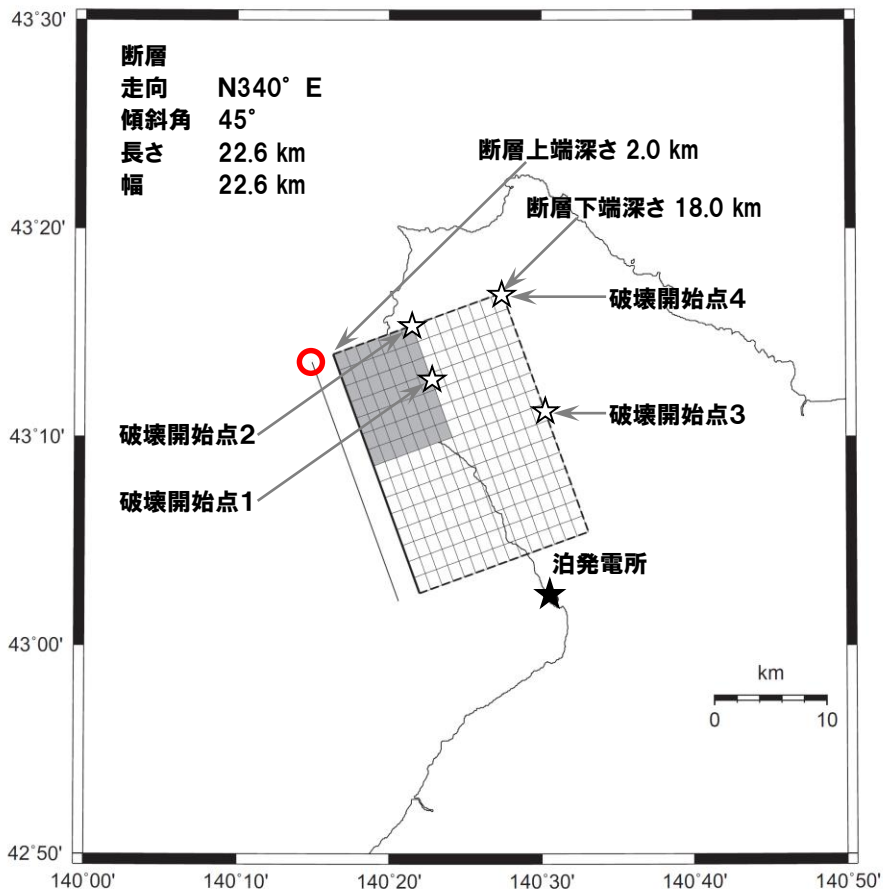 43°30'
断層
走向 N340° E
傾斜角 45°
長さ 22.6 km
幅 22.6 km
断層上端深さ 2.0 km
断層下端深さ 18.0 km
43°20'
破壊開始点4
破壊開始点2
破壊開始点3
43°10'
破壊開始点1
泊発電所
43°00'
km
0 10
42°50'
140°00' 140°10' 140°20' 140°30' 140°40' 140°50'